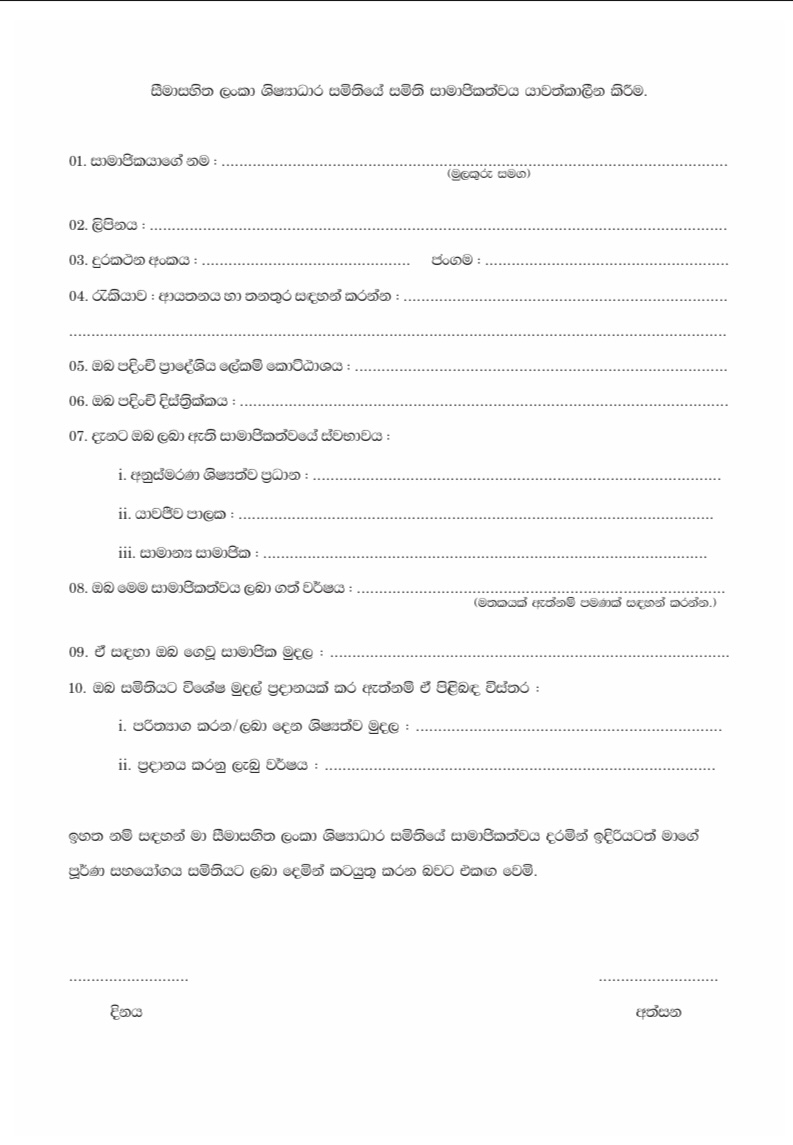 සීමාසහිත ලංකා ශිෂ්‍යාධාර සමිතියේ සමිති සාමාජිකත්වය යාවත්කාලීන කිරීම.
01. සාමාජිකයාගේ නම : ....................................................................................................................
(මුලකුරු සමග)
02. ලිපිනය : ....................................................................................................................................
03. දුරකථන අංකය : ............................................... ජංගම : .......................................................
04. රැකියාව : ආයතනය හා තනතුර සඳහන් කරන්න : .........................................................................
....................................................................................................................................................
05. ඔබ පදිංචි ප්‍රාදේශීය ලේකම් කොට්ඨාශය : ....................................................................................
06. ඔබ පදිංචි දිස්ත්‍රික්කය : ..............................................................................................................
07. දැනට ඔබ ලබා ඇති සාමාජිකත්වයේ ස්වභාවය :
i. අනුස්මරණ ශිෂ්‍යත්ව ප්‍රධාන : ............................................................................................
ii. යාවජීව පාලක : ...........................................................................................................
iii. සාමාන්‍ය සාමාජික : ....................................................................................................
08. ඔබ මෙම සාමාජිකත්වය ලබා ගත් වර්ෂය : ...................................................................................
(මතකයක් ඇත්නම් පමණක් සඳහන් කරන්න.)
09. ඒ සඳහා ඔබ ගෙවූ සාමාජික මුදල : ..........................................................................................
10. ඔබ සමිතියට විශේෂ මුදල් ප්‍රදානයක් කර ඇත්නම් ඒ පිළිබඳ විස්තර :
i. පරිත්‍යාග කරන/ලබා දෙන ශිෂ්‍යත්ව මුදල : .....................................................................
ii. ප්‍රදානය කරනු ලැබු වර්ෂය : ........................................................................................
ඉහත නම් සඳහන් මා සීමාසහිත ලංකා ශිෂ්‍යාධාර සමිතියේ සාමාජිකත්වය දරමින් ඉදිරියටත් මාගේ
පූර්ණ සහයෝගය සමිතියට ලබා දෙමින් කටයුතු කරන බවට එකඟ වෙමි.
........................... ...........................
දිනය අත්සන